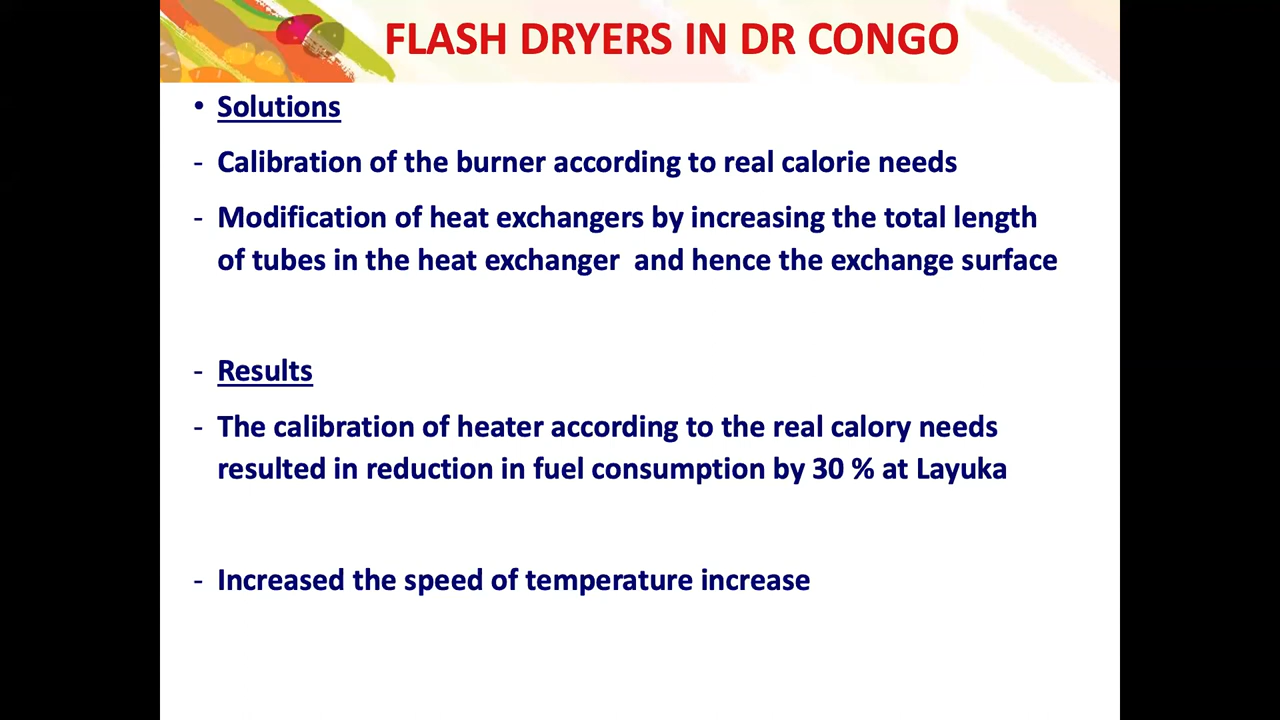 FLASH DRYERS IN DR CONGO
• Solutions
- Calibration of the burner according to real calorie needs
- Modification of heat exchangers by increasing the total length
of tubes in the heat exchanger  and hence the exchange surface
- Results
- The calibration of heater according to the real calory needs
resulted in reduction in fuel consumption by 30 % at Layuka
- Increased the speed of temperature increase